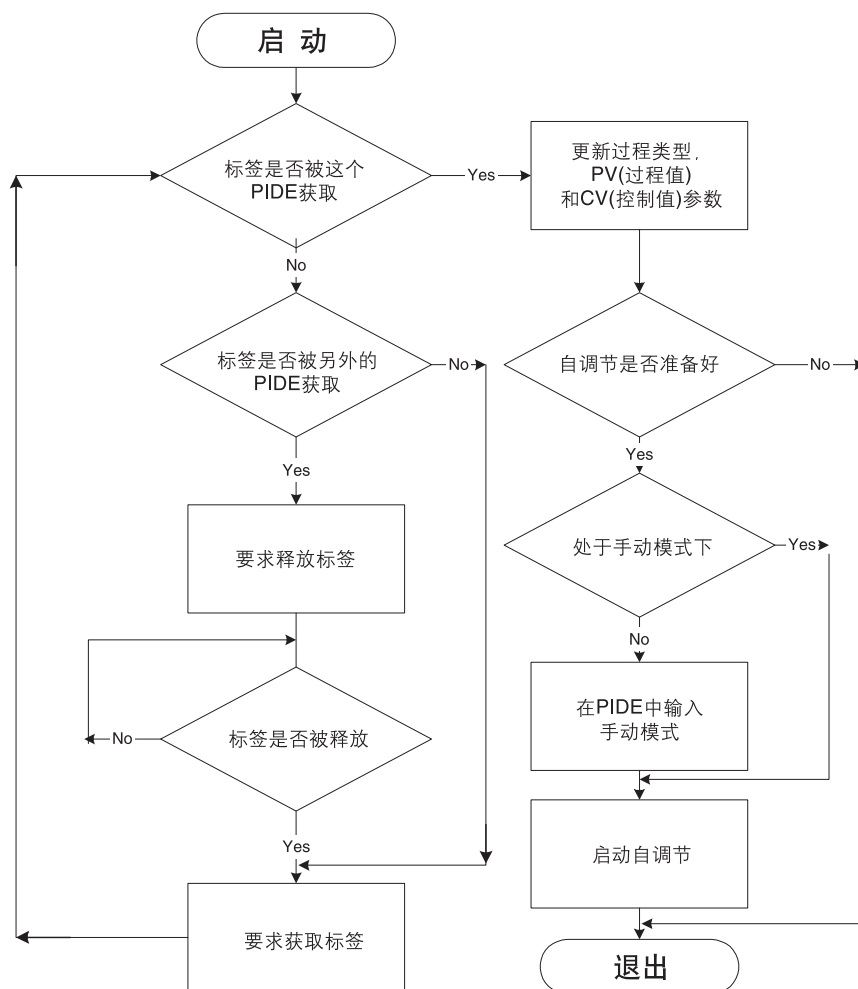 启 动
标签是否被这个
PIDE获取
Yes
No
标签是否被另外的
PIDE获取
No
Yes
要求释放标签
标签是否被释放
No
Yes
要求获取标签
更新过程类型,
PV(过程值)
和CV(控制值)参数
自调节是否准备好
No
Yes
处于手动模式下
Yes
No
在PIDE中输入
手动模式
启动自调节
退出